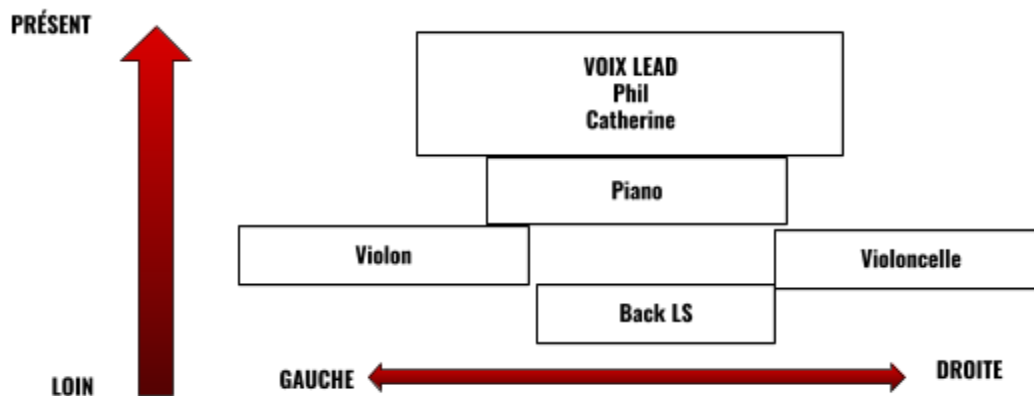 PRÉSENT
VOIX LEAD
Phil
Catherine
Piano
Violon
Violoncelle
Back LS
LOIN
GAUCHE
DROITE